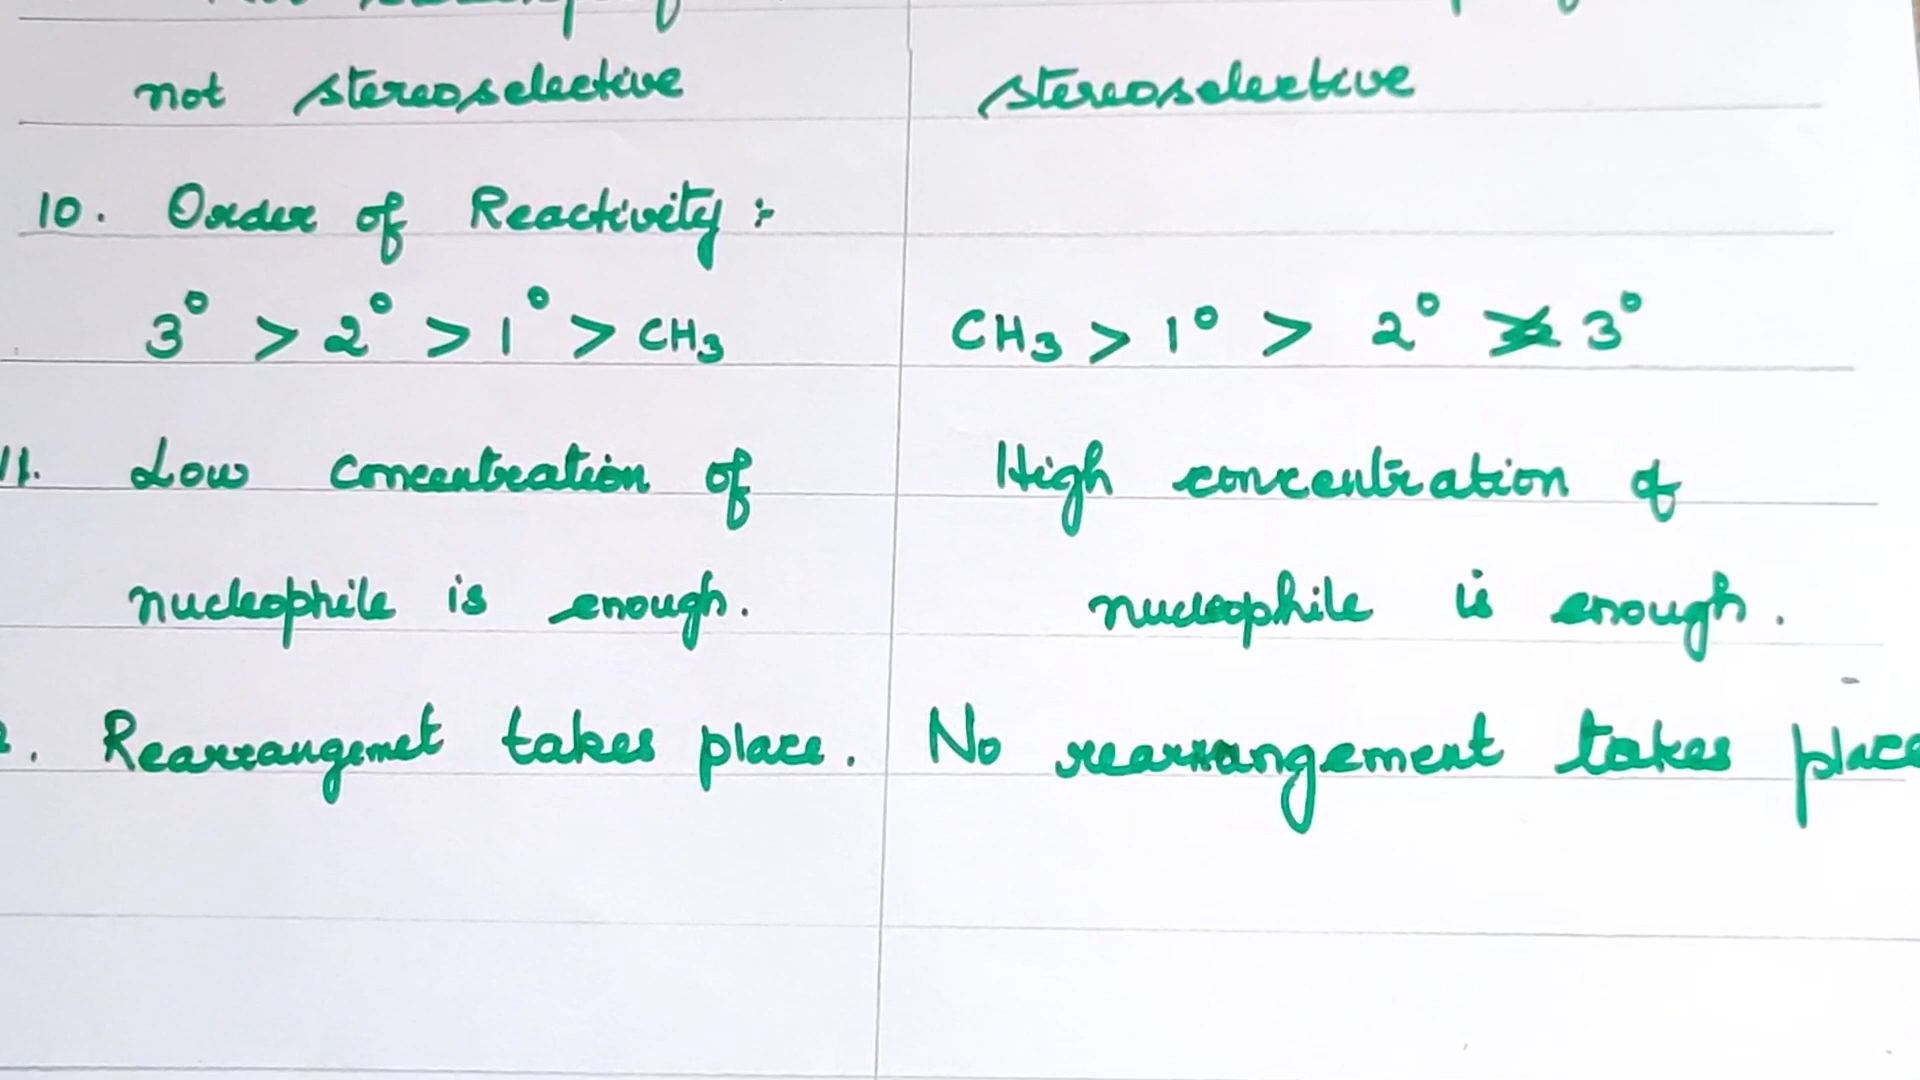 not stereoselective
stereoselective
10. Order of Reactivity :-
3° > 2° > 1° > CH3
CH3 > 1° > 2° > 3°
11. Low concentration of
High concentration of
nucleophile is enough.
nucleophile is enough.
. Rearrangemet takes place.
No rearrangement takes place